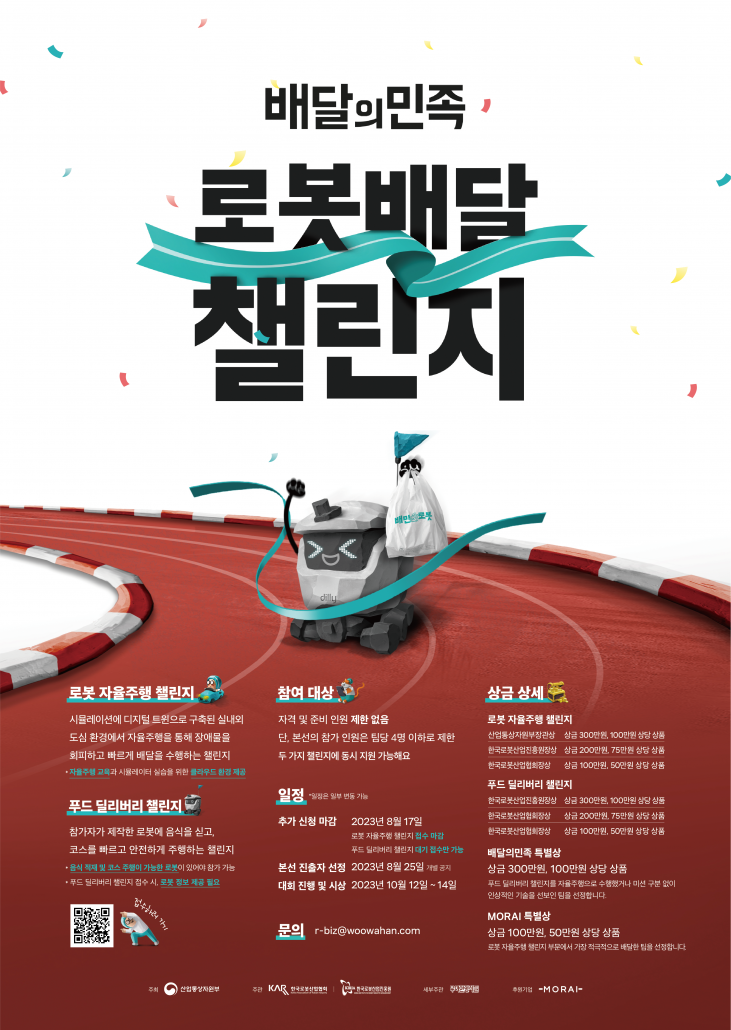 배달의민족
로봇배달
챌린지
배민로봇
dilly
로봇 자율주행 챌린지
시뮬레이션에 디지털 트윈으로 구축된 실내외
도심 환경에서 자율주행을 통해 장애물을
회피하고 빠르게 배달을 수행하는 챌린지
• 자율주행 교육과 시뮬레이터 실습을 위한 클라우드 환경 제공
푸드 딜리버리 챌린지
참가자가 제작한 로봇에 음식을 싣고,
코스를 빠르고 안전하게 주행하는 챌린지
• 음식 적재 및 코스 주행이 가능한 로봇이 있어야 참가 가능
• 푸드 딜리버리 챌린지 접수 시, 로봇 정보 제공 필요
접수하러 가기
참여 대상
자격 및 준비 인원 제한 없음
단, 본선의 참가 인원은 팀당 4명 이하로 제한
두 가지 챌린지에 동시 지원 가능해요
일정 *일정은 일부 변동 가능
추가 신청 마감 2023년 8월 17일
로봇 자율주행 챌린지 접수 마감
푸드 딜리버리 챌린지 대기 접수만 가능
본선 진출자 선정 2023년 8월 25일 개별 공지
대회 진행 및 시상 2023년 10월 12일 ~ 14일
문의 r-biz@woowahan.com
상금 상세
로봇 자율주행 챌린지
산업통상자원부장관상 상금 300만원, 100만원 상당 상품
한국로봇산업진흥원장상 상금 200만원, 75만원 상당 상품
한국로봇산업협회장상 상금 100만원, 50만원 상당 상품
푸드 딜리버리 챌린지
한국로봇산업진흥원장상 상금 300만원, 100만원 상당 상품
한국로봇산업협회장상 상금 200만원, 75만원 상당 상품
한국로봇산업협회장상 상금 100만원, 50만원 상당 상품
배달의민족 특별상
상금 300만원, 100만원 상당 상품
푸드 딜리버리 챌린지를 자율주행으로 수행했거나 미션 구분 없이
인상적인 기술을 선보인 팀을 선정합니다.
MORAI 특별상
상금 100만원, 50만원 상당 상품
로봇 자율주행 챌린지 부문에서 가장 적극적으로 배달한 팀을 선정합니다.
주최 산업통상자원부 주관 KAR 한국로봇산업협회 한국로봇산업진흥원 세부주관 후원기업 MORAI